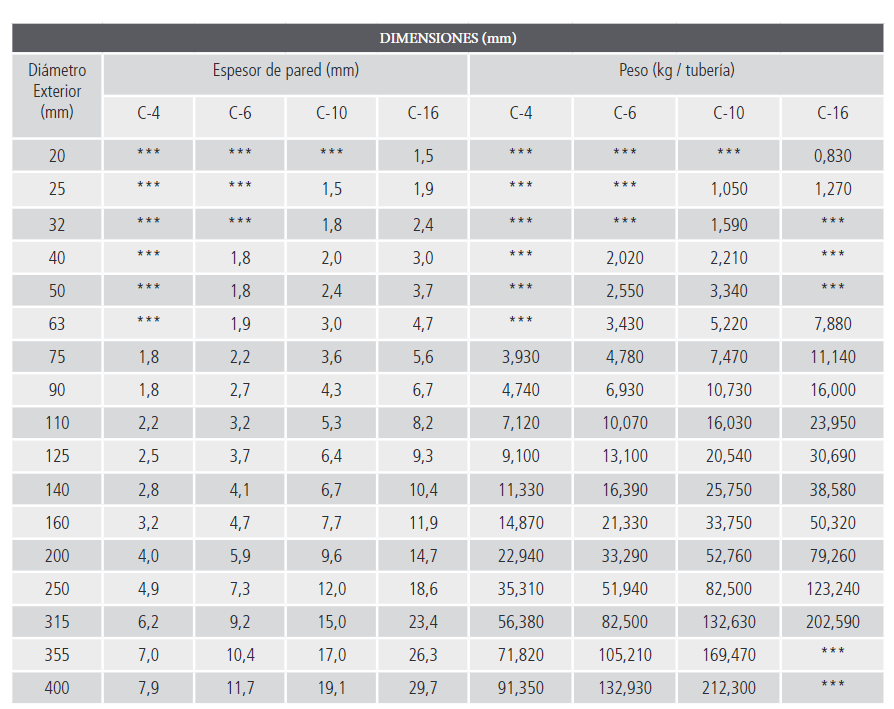 DIMENSIONES (mm)
Diámetro Exterior (mm) Espesor de pared (mm) Peso (kg / tubería)
C-4 C-6 C-10 C-16 C-4 C-6 C-10 C-16
20 *** *** *** 1,5 *** *** *** 0,830
25 *** *** 1,5 1,9 *** *** 1,050 1,270
32 *** *** 1,8 2,4 *** *** 1,590 ***
40 *** 1,8 2,0 3,0 *** 2,020 2,210 ***
50 *** 1,8 2,4 3,7 *** 2,550 3,340 ***
63 *** 1,9 3,0 4,7 *** 3,430 5,220 7,880
75 1,8 2,2 3,6 5,6 3,930 4,780 7,470 11,140
90 1,8 2,7 4,3 6,7 4,740 6,930 10,730 16,000
110 2,2 3,2 5,3 8,2 7,120 10,070 16,030 23,950
125 2,5 3,7 6,4 9,3 9,100 13,100 20,540 30,690
140 2,8 4,1 6,7 10,4 11,330 16,390 25,750 38,580
160 3,2 4,7 7,7 11,9 14,870 21,330 33,750 50,320
200 4,0 5,9 9,6 14,7 22,940 33,290 52,760 79,260
250 4,9 7,3 12,0 18,6 35,310 51,940 82,500 123,240
315 6,2 9,2 15,0 23,4 56,380 82,500 132,630 202,590
355 7,0 10,4 17,0 26,3 71,820 105,210 169,470 ***
400 7,9 11,7 19,1 29,7 91,350 132,930 212,300 ***